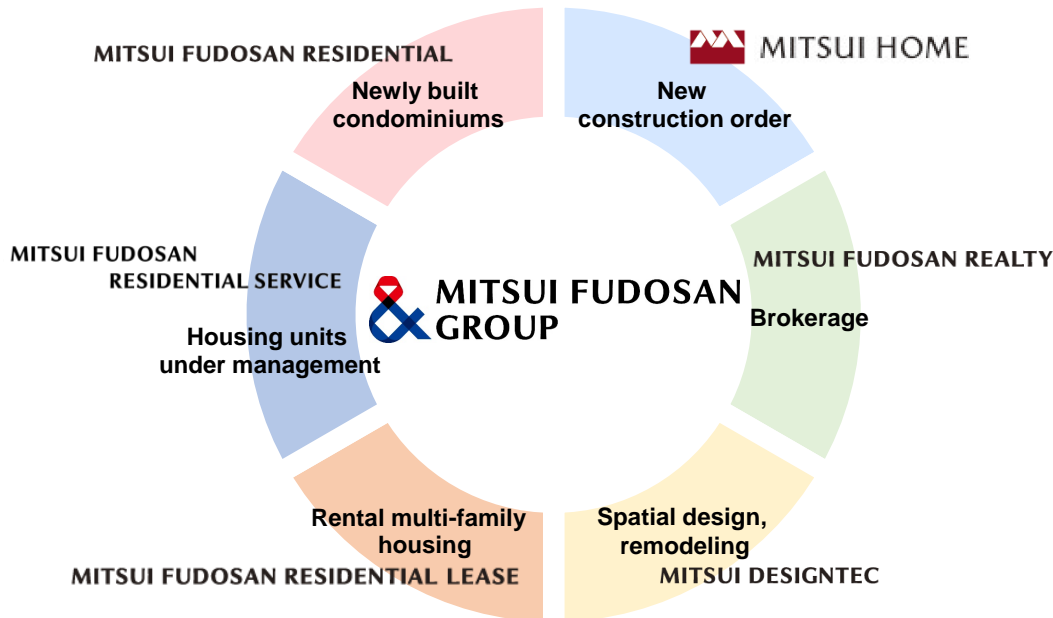 MITSUI FUDOSAN RESIDENTIAL
Newly built
condominiums
MITSUI HOME
New
construction order
MITSUI FUDOSAN
RESIDENTIAL SERVICE
Housing units
under management
& MITSUI FUDOSAN
GROUP
MITSUI FUDOSAN REALTY
Brokerage
Rental multi-family
housing
MITSUI FUDOSAN RESIDENTIAL LEASE
Spatial design,
remodeling
MITSUI DESIGNTEC